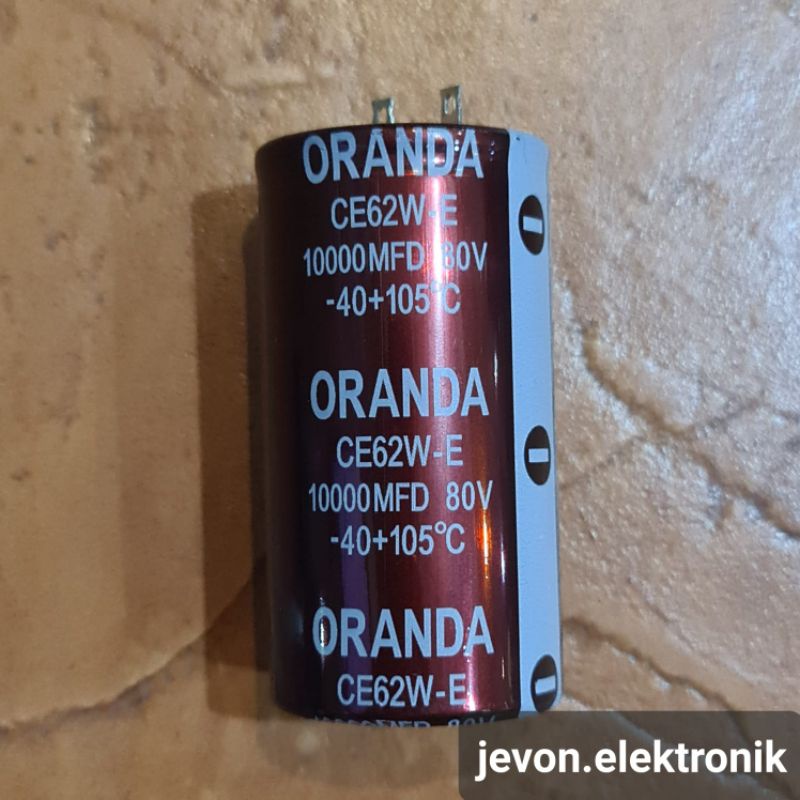 ORANDA
CE62W-E
10000MFD 80V
-40+105°C
ORANDA
CE62W-E
10000MFD 80V
-40+105°C
ORANDA
CE62W-E
jevon.elektronik